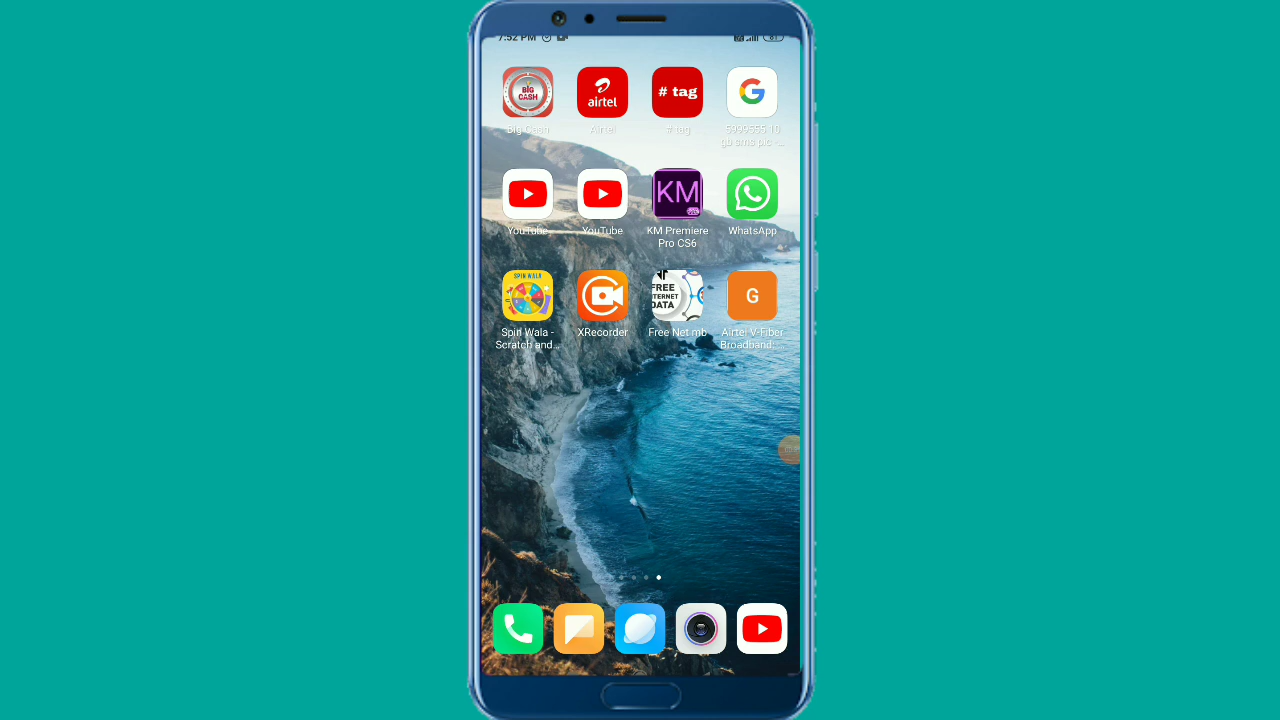 7:52 PM
BIG CASH
airtel
# tag
Big Cash
Airtel
# tag
5999555 10
gb sms pic -...
KM
YouTube
YouTube
KM Premiere
Pro CS6
WhatsApp
SPIN WALA
FREE
INTERNET
DATA
G
Spin Wala -
Scratch and...
XRecorder
Free Net mb
Airtel V-Fiber
Broadband:...